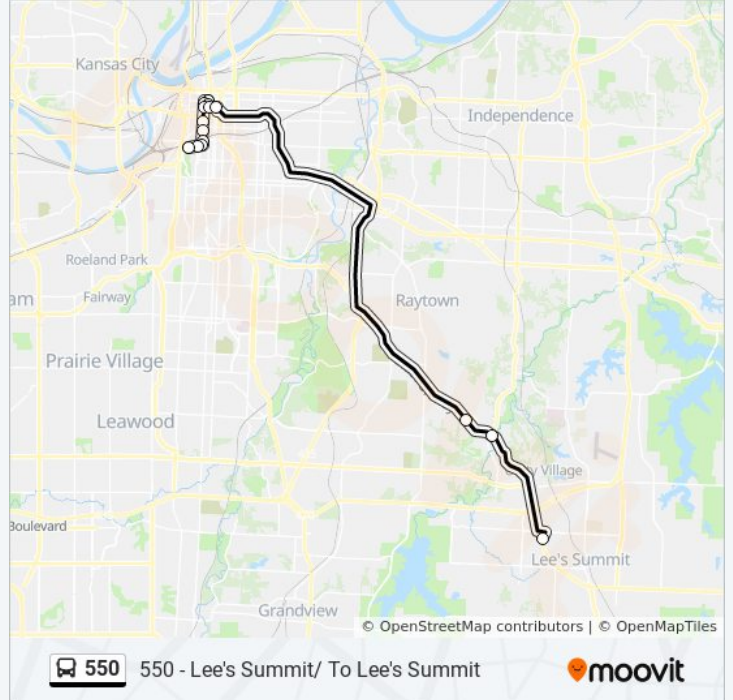 Kansas City
Independence
Roeland Park
am
Fairway
Raytown
Prairie Village
Leawood
y Village
Boulevard
Lee's Summit
Grandview
© OpenStreetMap contributors | © OpenMapTiles
550 550 - Lee's Summit/ To Lee's Summit moovit